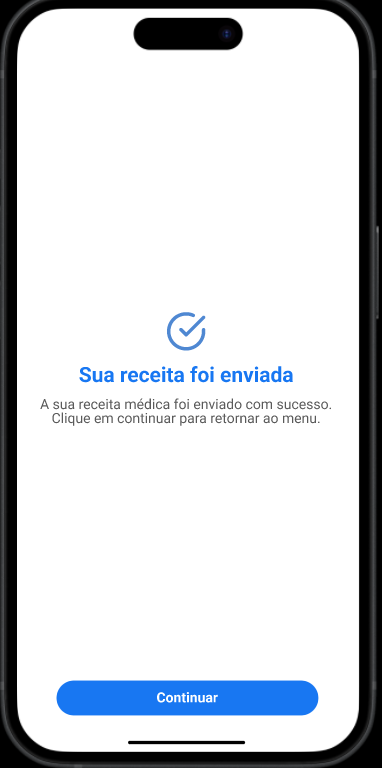 Sua receita foi enviada
A sua receita médica foi enviado com sucesso.
Clique em continuar para retornar ao menu.
Continuar